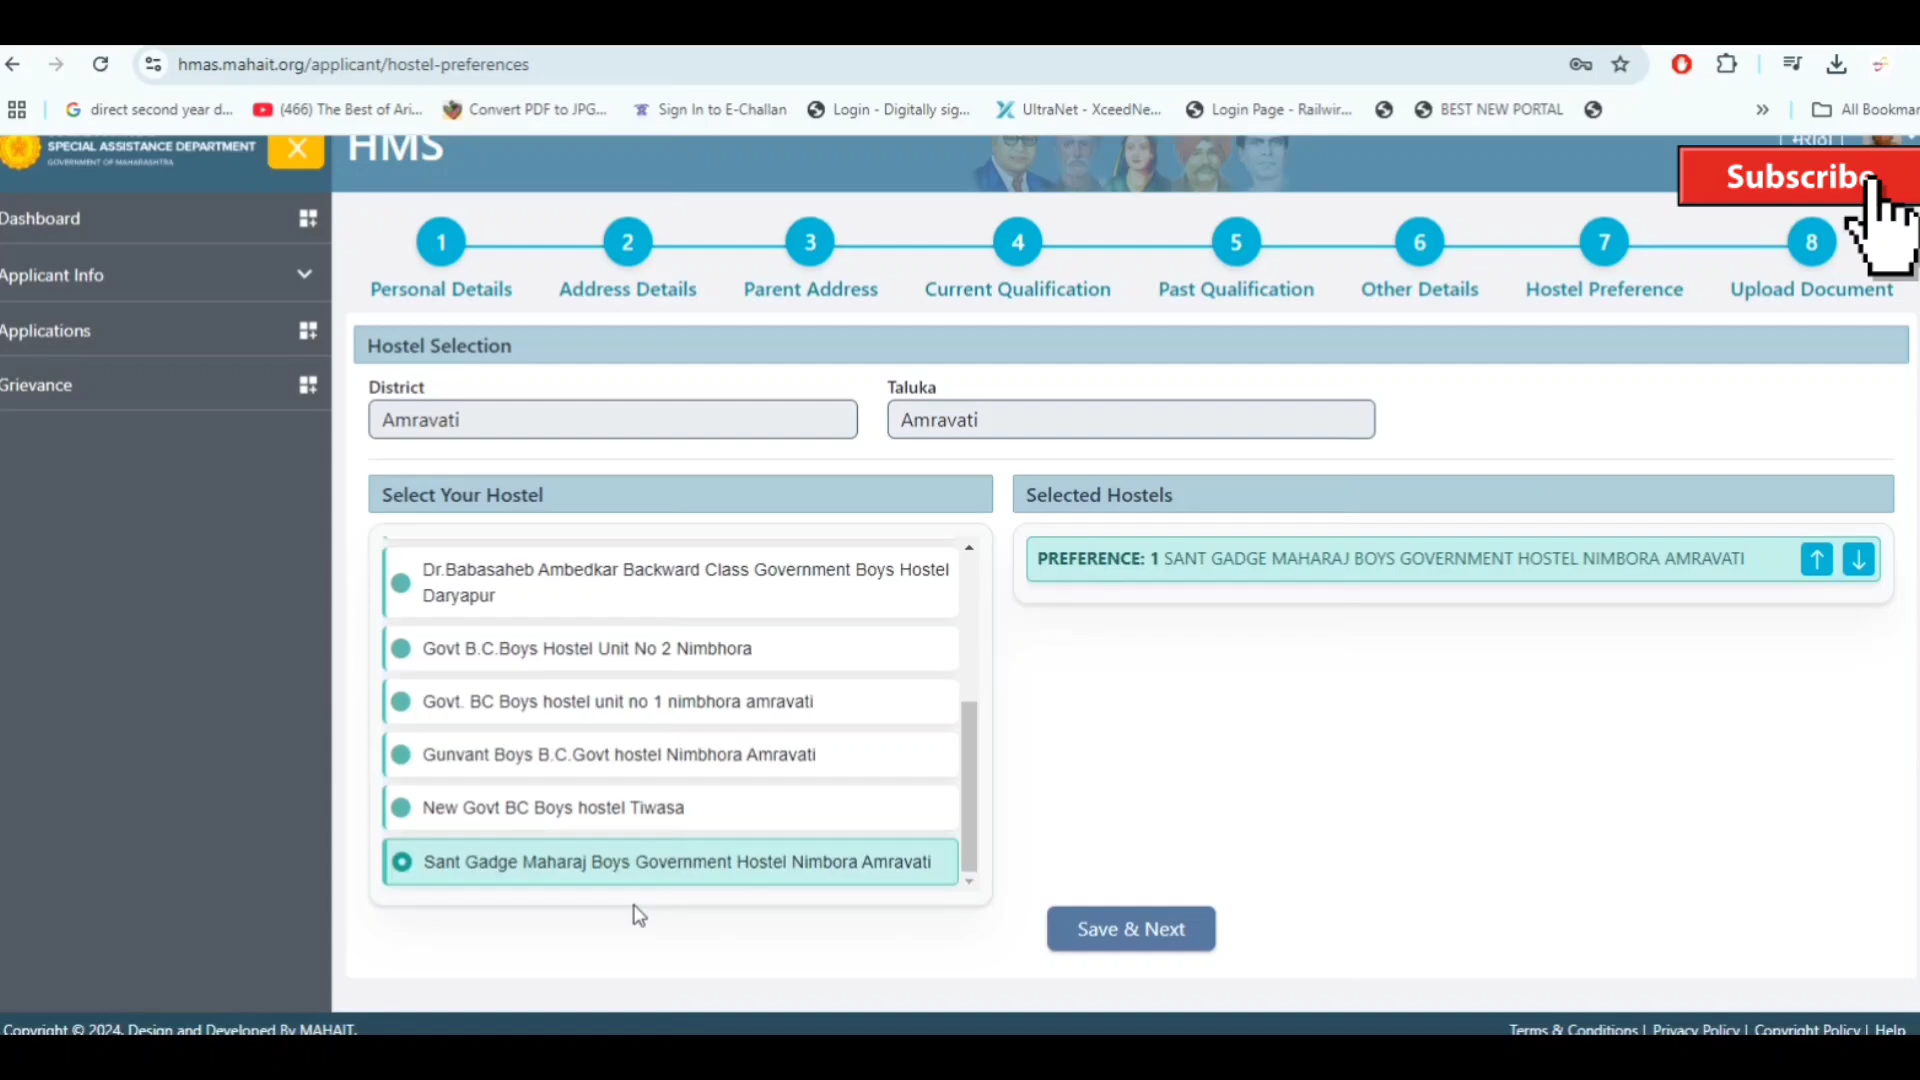 hmas.mahait.org/applicant/hostel-preferences
direct second year d...
(466) The Best of Ari...
Convert PDF to JPG...
Sign In to E-Challan
Login - Digitally sig...
UltraNet - XceedNe...
Login Page - Railwir...
BEST NEW PORTAL
»
All Bookmar
SPECIAL ASSISTANCE DEPARTMENT
GOVERNMENT OF MAHARASHTRA
HMS
Subscribe
Dashboard
Applicant Info
Applications
Grievance
1 2 3 4 5 6 7 8
Personal Details Address Details Parent Address Current Qualification Past Qualification Other Details Hostel Preference Upload Document
Hostel Selection
District Taluka
Amravati Amravati
Select Your Hostel
Dr.Babasaheb Ambedkar Backward Class Government Boys Hostel
Daryapur
Govt B.C.Boys Hostel Unit No 2 Nimbhora
Govt. BC Boys hostel unit no 1 nimbhora amravati
Gunvant Boys B.C.Govt hostel Nimbhora Amravati
New Govt BC Boys hostel Tiwasa
Sant Gadge Maharaj Boys Government Hostel Nimbora Amravati
Selected Hostels
PREFERENCE: 1 SANT GADGE MAHARAJ BOYS GOVERNMENT HOSTEL NIMBORA AMRAVATI
Save & Next
Copyright © 2024. Design and Developed By MAHAIT.
Terms & Conditions | Privacy Policy | Copyright Policy | Help